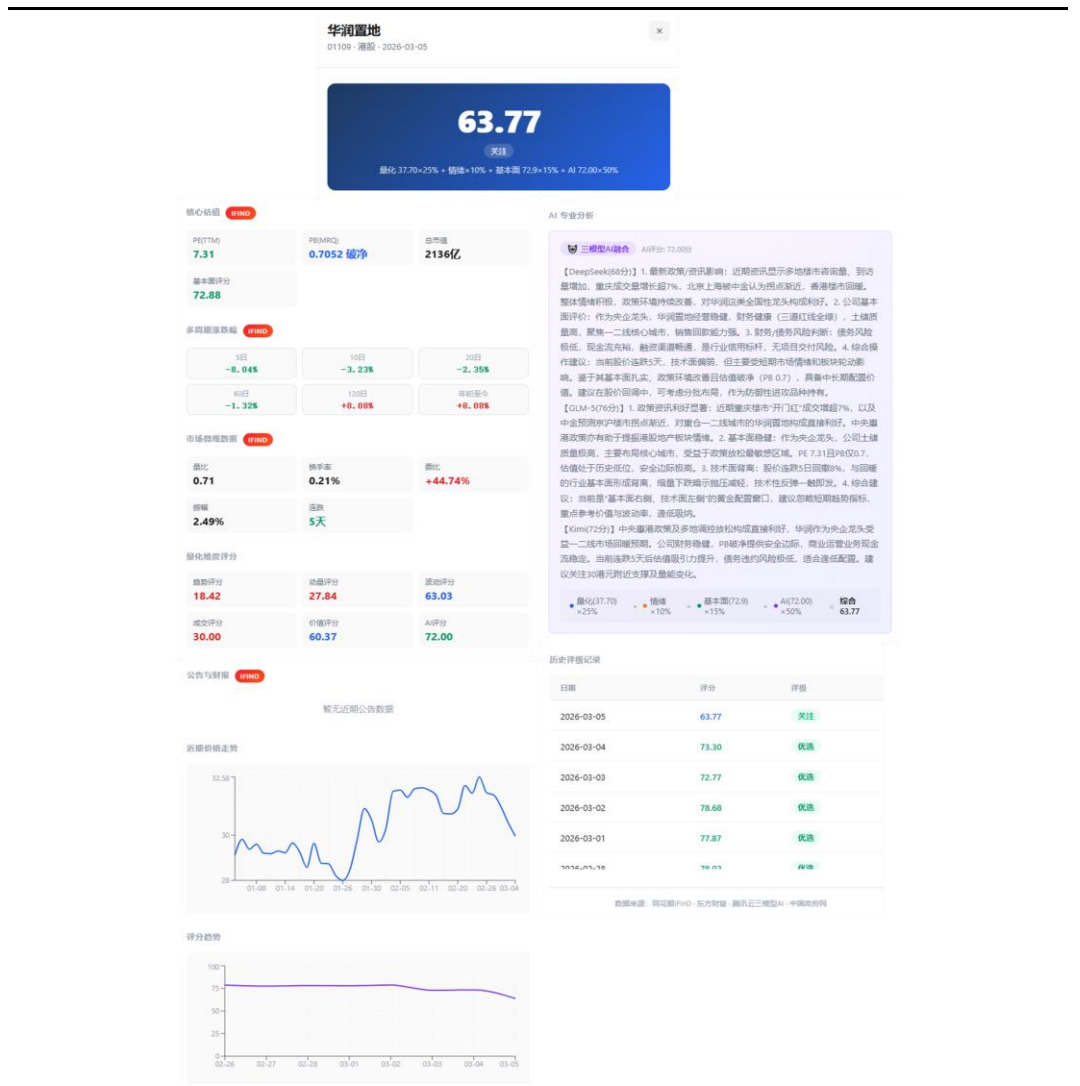 华润置地
01109 · 港股 · 2026-03-05
×
63.77
关注
量化 37.70×25% + 情绪×10% + 基本面 72.9×15% + AI 72.00×50%
核心估值 IFIND
PE(TTM)
7.31
PB(MRQ)
0.7052 破净
总市值
2136亿
基本面评分
72.88
多周期涨跌幅 IFIND
5日
-8.04%
10日
-3.23%
20日
-2.35%
60日
-1.32%
120日
+8.08%
年初至今
+8.08%
市场微观数据 IFIND
量比
0.71
换手率
0.21%
委比
+44.74%
振幅
2.49%
连跌
5天
量化维度评分
趋势评分
18.42
动量评分
27.84
波动评分
63.03
成交评分
30.00
价值评分
60.37
AI评分
72.00
公告与财报 IFIND
暂无近期公告数据
近期价格走势
32.58
30
28
01-08 01-14 01-20 01-26 01-30 02-05 02-11 02-20 02-26 03-04
评分趋势
100
75
50
25
0
02-26 02-27 02-28 03-01 03-02 03-03 03-04 03-05
AI 专业分析
三模型AI融合 AI评分: 72.00分
【DeepSeek(68分)】1. 最新政策/资讯影响：近期资讯显示多地楼市咨询量、到访
量增加，重庆成交量增长超7%，北京上海被中金认为拐点渐近，香港楼市回暖。
整体情绪积极，政策环境持续改善，对华润这类全国性龙头构成利好。2. 公司基本
面评价：作为央企龙头，华润置地经营稳健，财务健康（三道红线全绿），土储质
量高，聚焦一二线核心城市，销售回款能力强。3. 财务/债务风险判断：债务风险
极低，现金流充裕，融资渠道畅通，是行业信用标杆，无项目交付风险。4. 综合操
作建议：当前股价连跌5天，技术面偏弱，但主要受短期市场情绪和板块轮动影
响。鉴于其基本面扎实、政策环境改善且估值破净（PB 0.7），具备中长期配置价
值。建议在股价回调中，可考虑分批布局，作为防御性进攻品种持有。
【GLM-5(76分)】1. 政策资讯利好显著：近期重庆楼市"开门红"成交增超7%，以及
中金预测京沪楼市拐点渐近，对重仓一二线城市的华润置地构成直接利好。中央惠
港政策亦有助于提振港股地产板块情绪。2. 基本面稳健：作为央企龙头，公司土储
质量极高，主要布局核心城市，受益于政策放松最敏感区域。PE 7.31且PB仅0.7，
估值处于历史低位，安全边际极高。3. 技术面背离：股价连跌5日回撤8%，与回暖
的行业基本面形成背离，缩量下跌暗示抛压减轻，技术性反弹一触即发。4. 综合建
议：当前是"基本面右侧、技术面左侧"的黄金配置窗口，建议忽略短期趋势指标，
重点参考价值与波动率，逢低吸纳。
【Kimi(72分)】中央惠港政策及多地调控放松构成直接利好，华润作为央企龙头受
益一二线市场回暖预期。公司财务稳健，PB破净提供安全边际，商业运营业务现金
流稳定。当前连跌5天后估值吸引力提升，债务违约风险极低，适合逢低配置。建
议关注30港元附近支撑及量能变化。
量化(37.70) ×25% 情绪 ×10% 基本面(72.9) ×15% AI(72.00) ×50% 综合 63.77
历史评级记录
日期 评分 评级
2026-03-05 63.77 关注
2026-03-04 73.30 优选
2026-03-03 72.77 优选
2026-03-02 78.68 优选
2026-03-01 77.87 优选
2026-02-28 78.02 优选
数据来源：同花顺iFinD · 东方财富 · 腾讯云三模型AI · 中国政府网